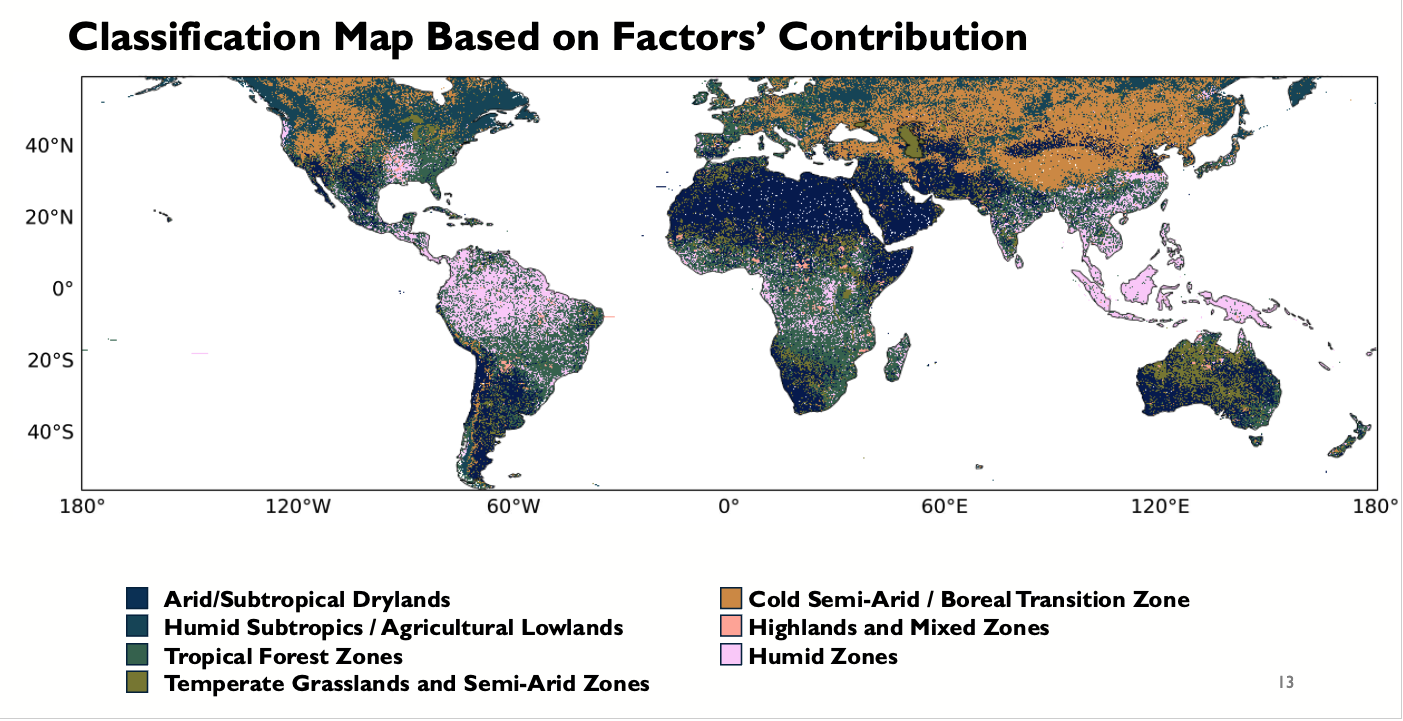 Classification Map Based on Factors’ Contribution
40°N
20°N
0°
20°S
40°S
180° 120°W 60°W 0° 60°E 120°E 180°
Arid/Subtropical Drylands
Humid Subtropics / Agricultural Lowlands
Tropical Forest Zones
Temperate Grasslands and Semi-Arid Zones
Cold Semi-Arid / Boreal Transition Zone
Highlands and Mixed Zones
Humid Zones
13